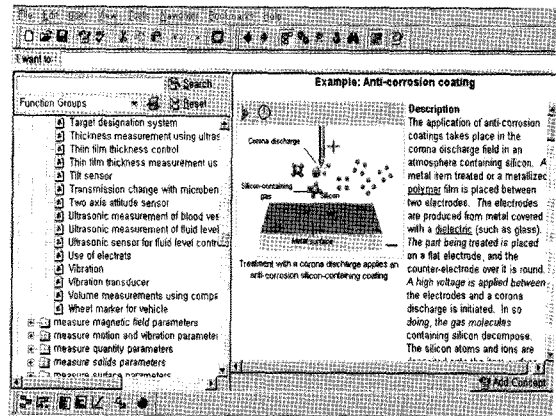 File Edit User View Tools Navigator Bookmarks Help
I want to
Search
Function Groups
Reset
Target designation system
Thickness measurement using ultras
Thin film thickness control
Thin film thickness measurement us
Tilt sensor
Transmission change with microben
Two axis attitude sensor
Ultrasonic measurement of blood ves
Ultrasonic measurement of fluid level
Ultrasonic sensor for fluid level contro
Use of electrets
Vibration
Vibration transducer
Volume measurements using compa
Wheel marker for vehicle
measure magnetic field parameters
measure motion and vibration parameter
measure quantity parameters
measure solids parameters
measure surface parameters
Example: Anti-corrosion coating
Corona discharge
Silicon-containing
gas
Silicon
Metal surface
Treatment with a corona discharge applies an
anti-corrosion silicon-containing coating
Description
The application of anti-corrosion
coatings takes place in the
corona discharge field in an
atmosphere containing silicon. A
metal item treated or a metallized
polymer film is placed between
two electrodes. The electrodes
are produced from metal covered
with a dielectric (such as glass).
The part being treated is placed
on a flat electrode, and the
counter-electrode over it is round.
A high voltage is applied between
the electrodes and a corona
discharge is initiated. In so
doing, the gas molecules
containing silicon decompose.
The silicon atoms and ions are
Add Concept